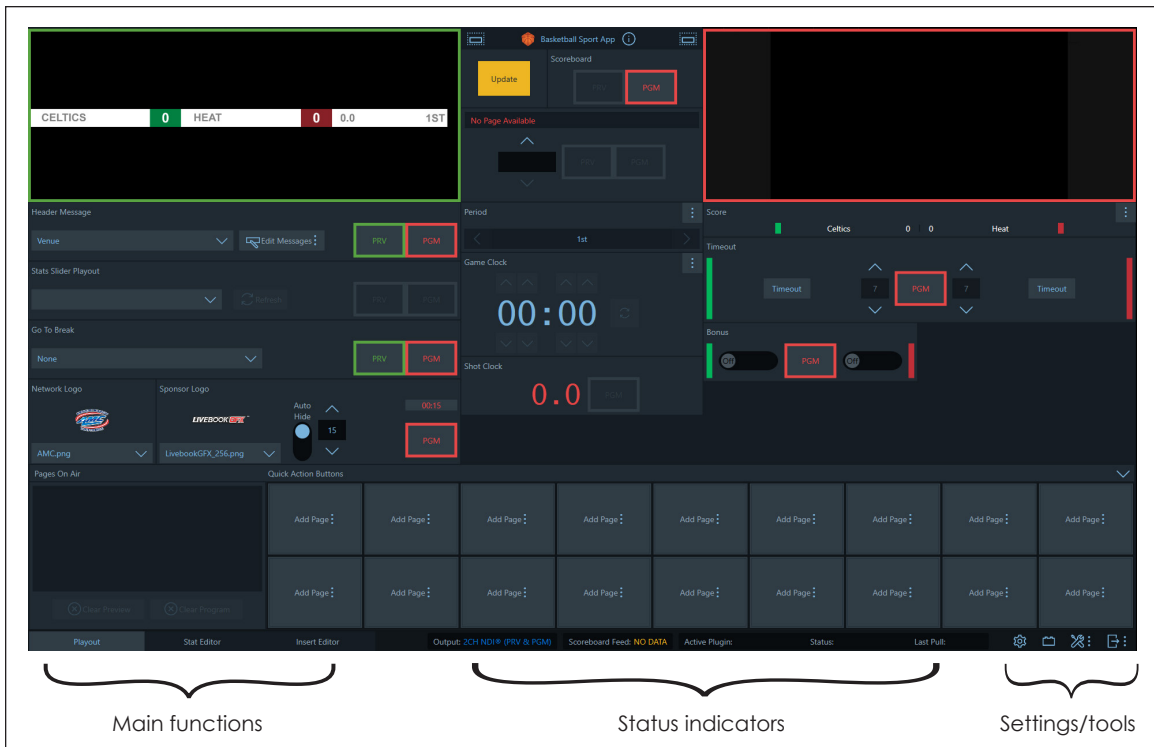 Basketball Sport App
Update
Scoreboard
PRV
PGM
CELTICS 0 HEAT 0 0.0 1ST
No Page Available
PRV
PGM
Header Message
Venue
Edit Messages
PRV
PGM
Stats Slider Playout
Refresh
PRV
PGM
Go To Break
None
PRV
PGM
Network Logo
AMC.png
Sponsor Logo
LIVEBOOK GFX
LivebookGFX_256.png
Auto
Hide
15
00:15
PGM
Period
1st
Game Clock
00:00
Shot Clock
0.0
PGM
Score
Celtics 0 0 Heat
Timeout
Timeout
7
PGM
7
Timeout
Bonus
Off
PGM
Off
Pages On Air
Clear Preview
Clear Program
Quick Action Buttons
Add Page Add Page Add Page Add Page Add Page Add Page Add Page Add Page
Add Page Add Page Add Page Add Page Add Page Add Page Add Page Add Page
Playout
Stat Editor
Insert Editor
Output: 2CH NDI® (PRV & PGM)
Scoreboard Feed: NO DATA
Active Plugin:
Status:
Last Pull:
Main functions
Status indicators
Settings/tools